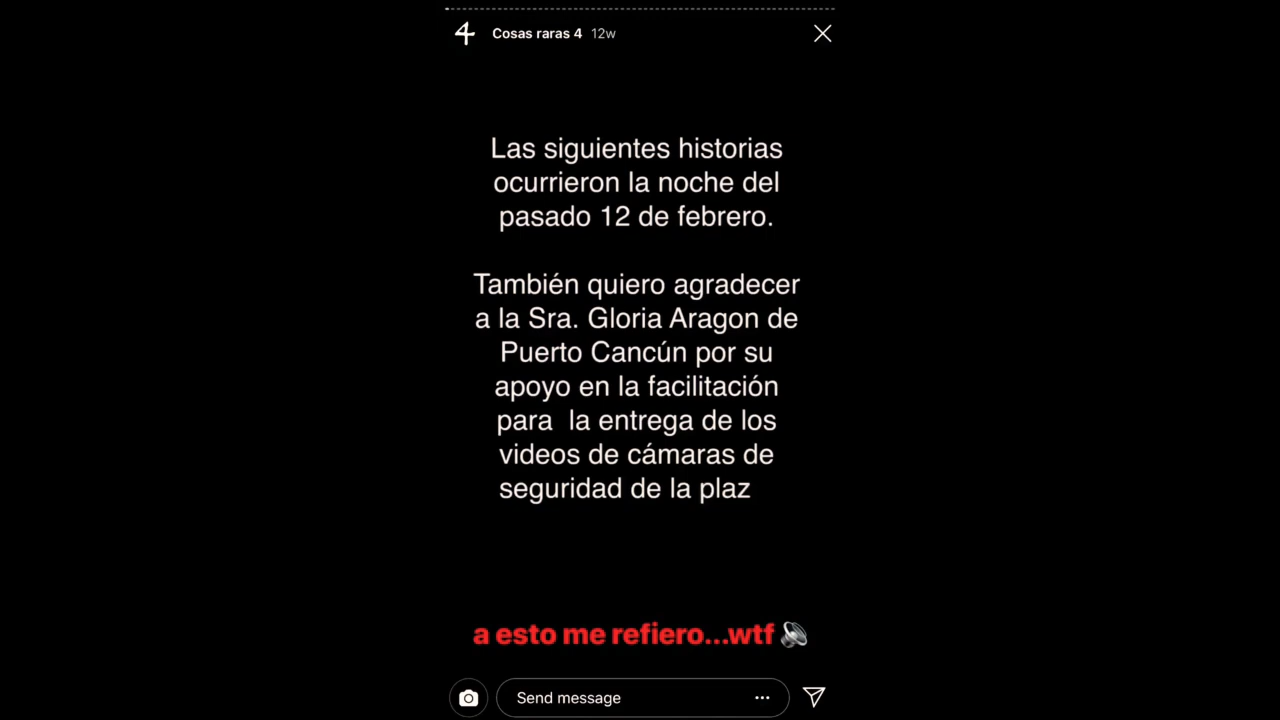 4 Cosas raras 4 12w
Las siguientes historias
ocurrieron la noche del
pasado 12 de febrero.
También quiero agradecer
a la Sra. Gloria Aragon de
Puerto Cancún por su
apoyo en la facilitación
para  la entrega de los
videos de cámaras de
seguridad de la plaz
a esto me refiero...wtf 🔊
Send message